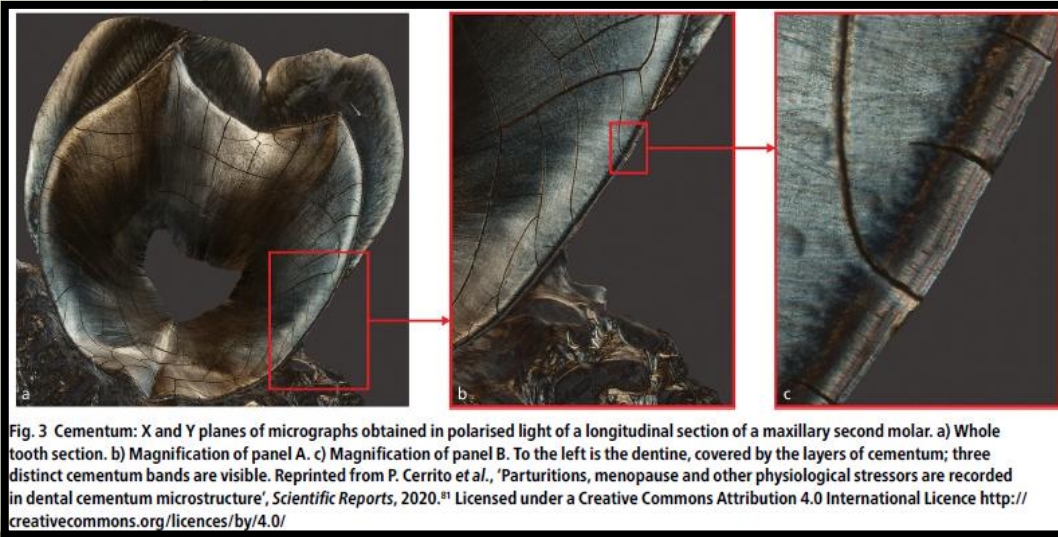 a
b
c
Fig. 3 Cementum: X and Y planes of micrographs obtained in polarised light of a longitudinal section of a maxillary second molar. a) Whole
tooth section. b) Magnification of panel A. c) Magnification of panel B. To the left is the dentine, covered by the layers of cementum; three
distinct cementum bands are visible. Reprinted from P. Cerrito et al., ‘Parturitions, menopause and other physiological stressors are recorded
in dental cementum microstructure’, Scientific Reports, 2020.⁸¹ Licensed under a Creative Commons Attribution 4.0 International Licence http://
creativecommons.org/licences/by/4.0/